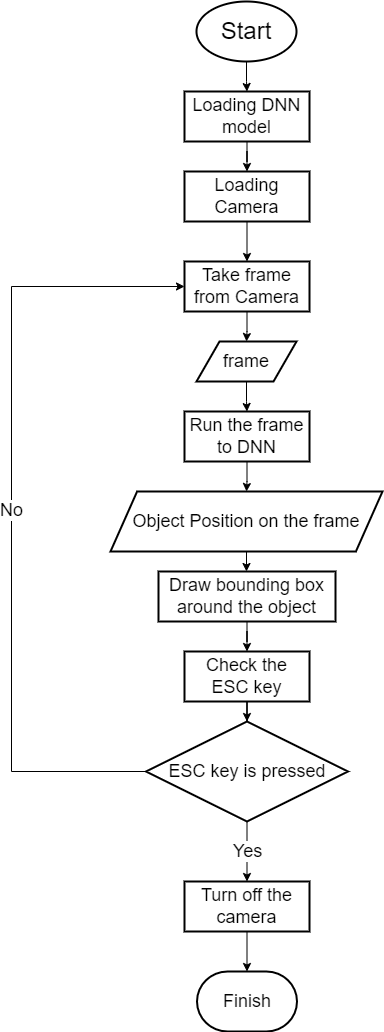 Start
Loading DNN
model
Loading
Camera
Take frame
from Camera
frame
Run the frame
to DNN
No
Object Position on the frame
Draw bounding box
around the object
Check the
ESC key
ESC key is pressed
Yes
Turn off the
camera
Finish